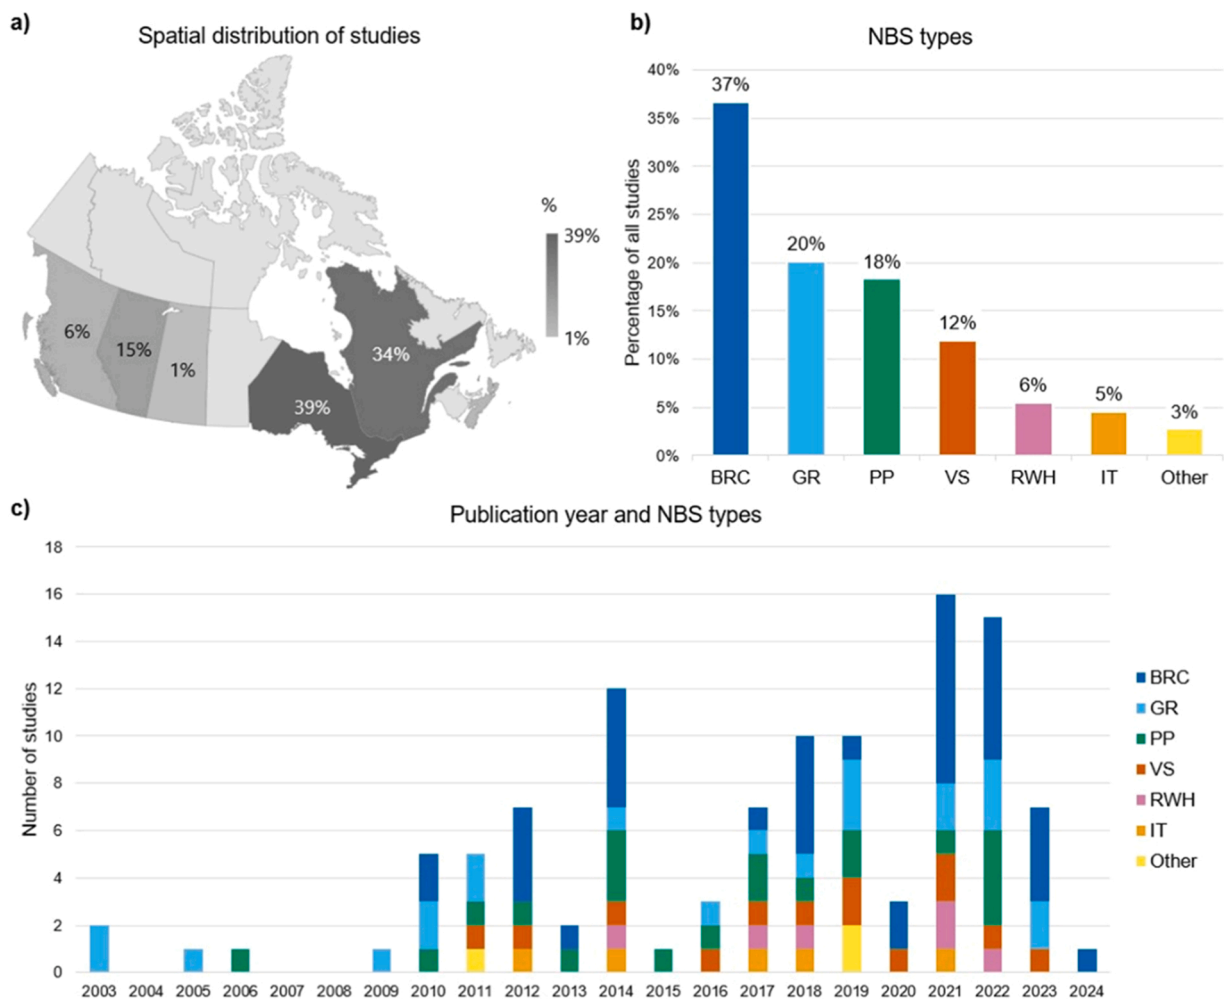 a)
Spatial distribution of studies
%
39%
1%
6%
15%
1%
34%
39%
b)
NBS types
Percentage of all studies
40%
35%
30%
25%
20%
15%
10%
5%
0%
37%
20%
18%
12%
6%
5%
3%
BRC GR PP VS RWH IT Other
c)
Publication year and NBS types
Number of studies
18
16
14
12
10
8
6
4
2
0
2003 2004 2005 2006 2007 2008 2009 2010 2011 2012 2013 2014 2015 2016 2017 2018 2019 2020 2021 2022 2023 2024
BRC
GR
PP
VS
RWH
IT
Other